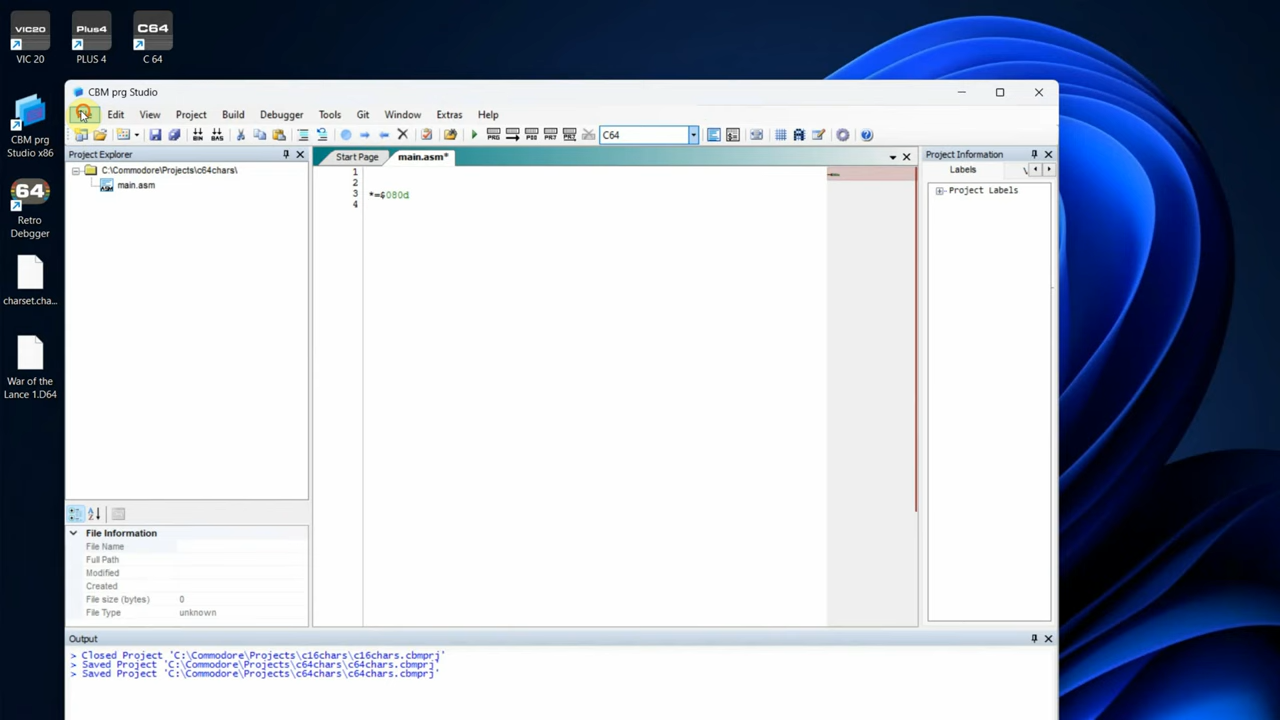 VIC20
Plus4
C64
VIC 20
PLUS 4
C 64
CBM prg
Studio x86
64
Retro
Debgger
charset.cha...
War of the
Lance 1.D64
CBM prg Studio
Edit View Project Build Debugger Tools Git Window Extras Help
C64
Project Explorer
C:\Commodore\Projects\c64chars\
main.asm
Start Page
main.asm*
1
2
3 *=$080d
4
Project Information
Labels
Project Labels
File Information
File Name
Full Path
Modified
Created
File size (bytes) 0
File Type unknown
Output
> Closed Project 'C:\Commodore\Projects\c16chars\c16chars.cbmprj'
> Saved Project 'C:\Commodore\Projects\c64chars\c64chars.cbmprj'
> Saved Project 'C:\Commodore\Projects\c64chars\c64chars.cbmprj'